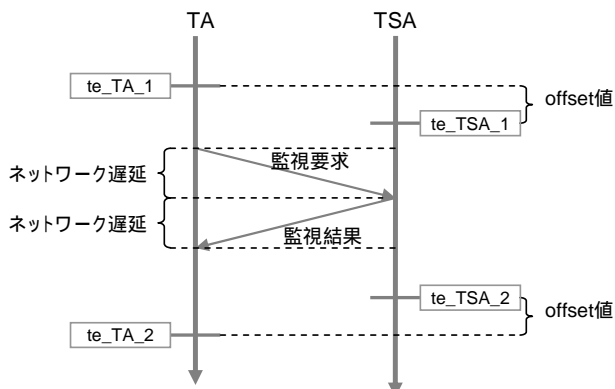 TA
TSA
te_TA_1
offset値
te_TSA_1
監視要求
ネットワーク遅延
ネットワーク遅延
監視結果
te_TSA_2
offset値
te_TA_2